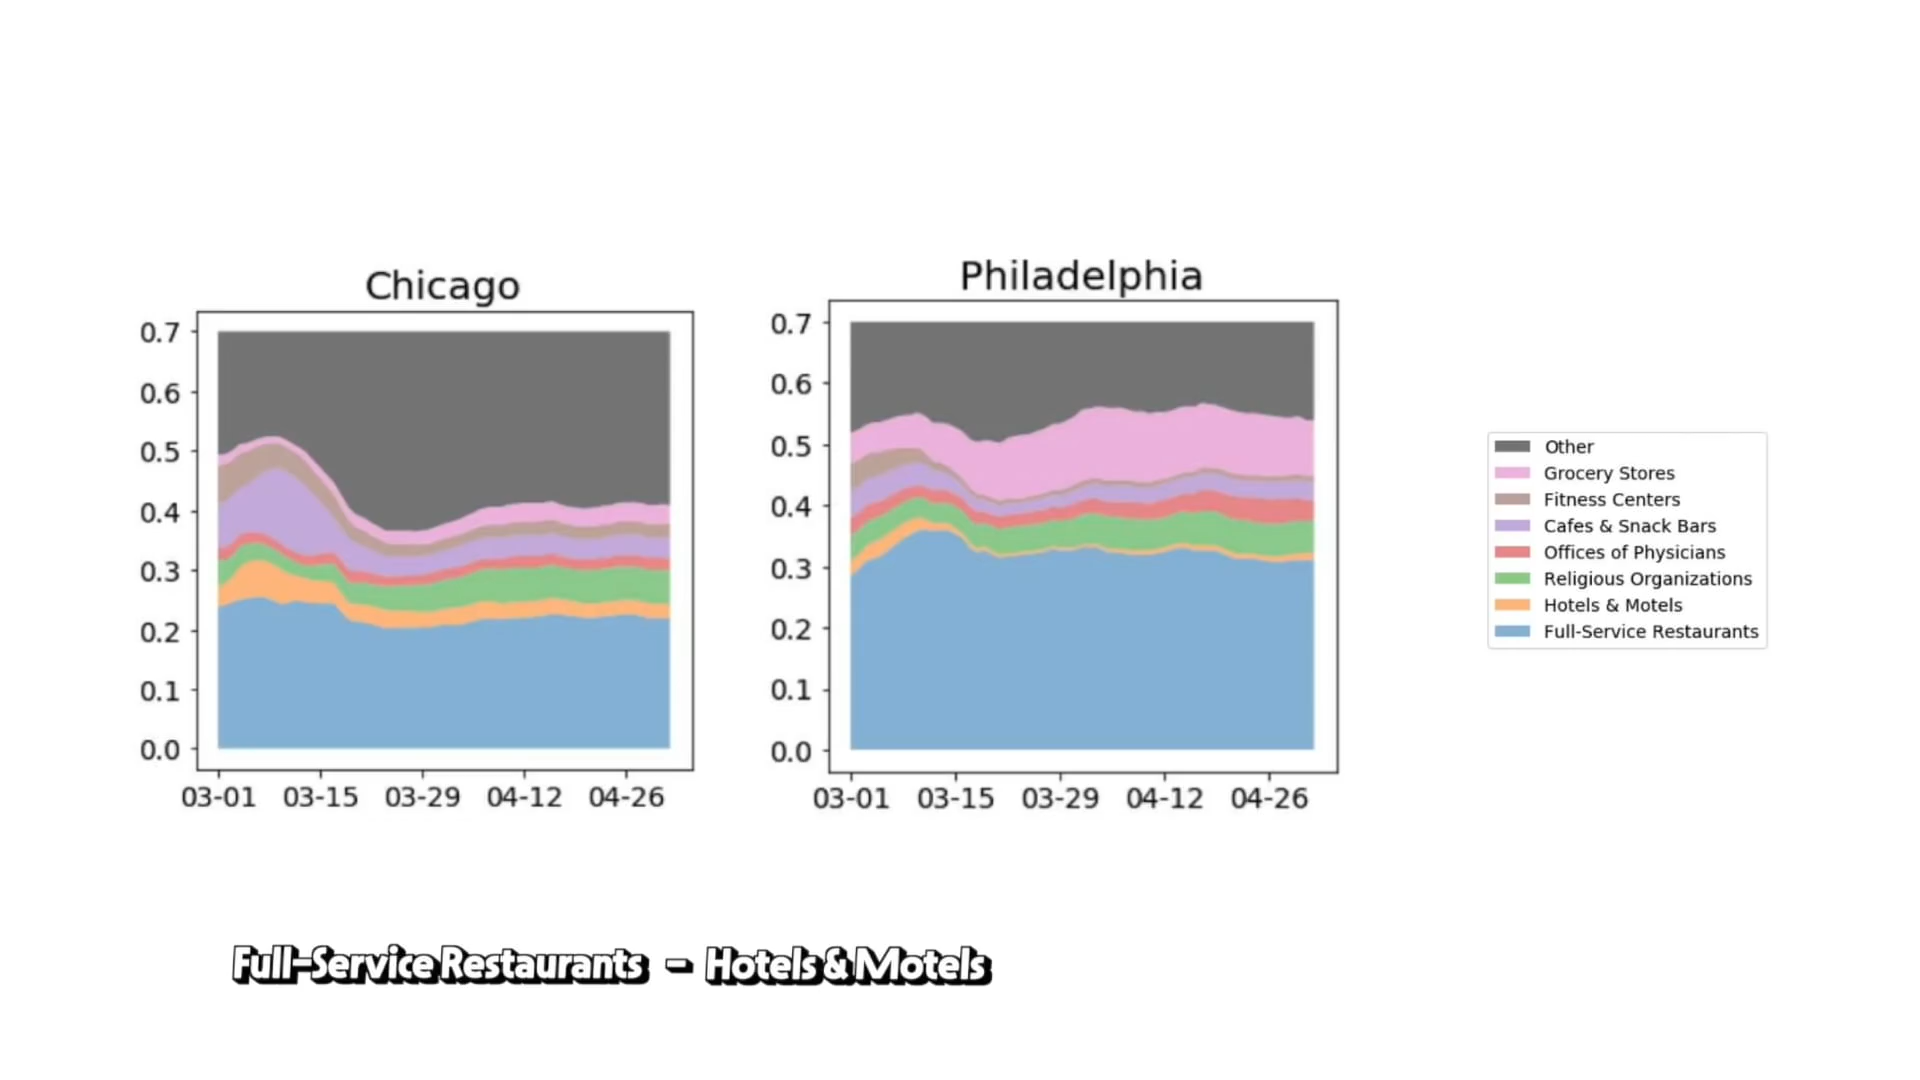 Chicago
0.7
0.6
0.5
0.4
0.3
0.2
0.1
0.0
03-01 03-15 03-29 04-12 04-26
Philadelphia
0.7
0.6
0.5
0.4
0.3
0.2
0.1
0.0
03-01 03-15 03-29 04-12 04-26
Other
Grocery Stores
Fitness Centers
Cafes & Snack Bars
Offices of Physicians
Religious Organizations
Hotels & Motels
Full-Service Restaurants
Full-Service Restaurants - Hotels & Motels